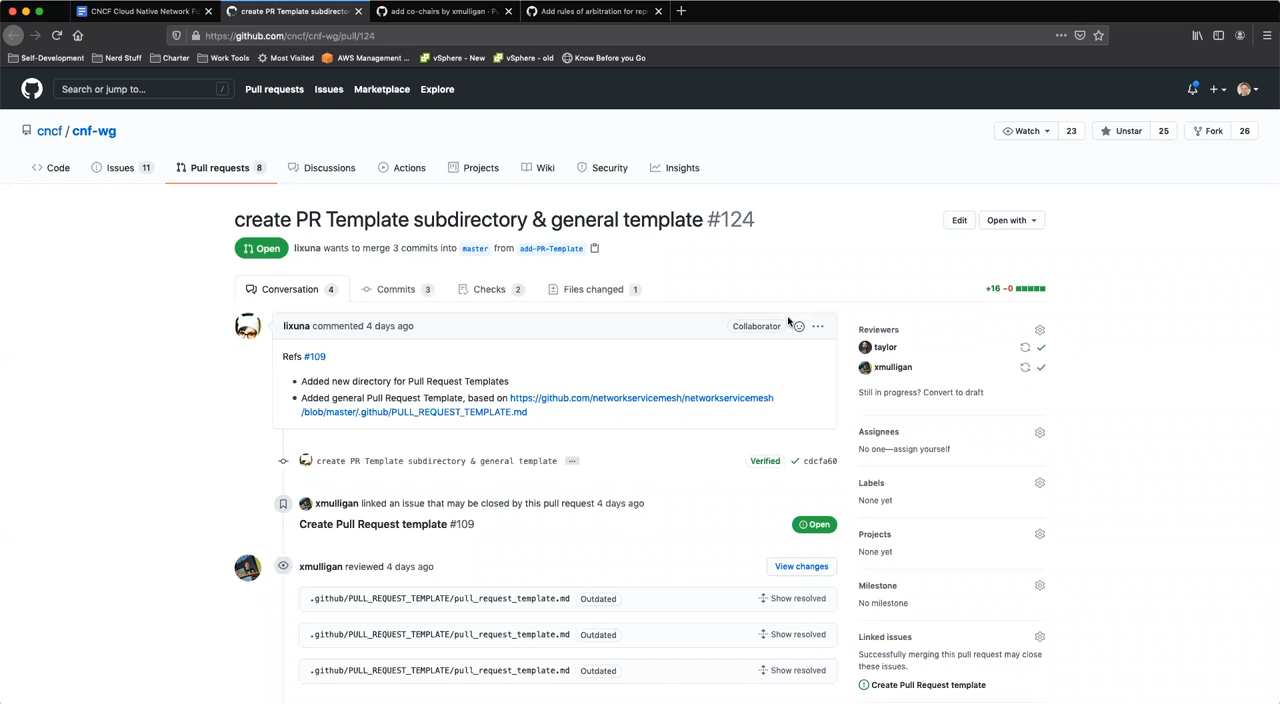 CNCF Cloud Native Network Fu
create PR Template subdirecto
add co-chairs by xmulligan · Pu
Add rules of arbitration for rep
https://github.com/cncf/cnf-wg/pull/124
Self-Development
Nerd Stuff
Charter
Work Tools
Most Visited
AWS Management ...
vSphere - New
vSphere - old
Know Before you Go
Search or jump to...
/
Pull requests
Issues
Marketplace
Explore
cncf / cnf-wg
Watch 23
Unstar 25
Fork 26
Code
Issues 11
Pull requests 8
Discussions
Actions
Projects
Wiki
Security
Insights
create PR Template subdirectory & general template #124
Edit
Open with
Open
lixuna wants to merge 3 commits into master from add-PR-Template
Conversation 4
Commits 3
Checks 2
Files changed 1
+16 −0
lixuna commented 4 days ago
Collaborator
Refs #109
• Added new directory for Pull Request Templates
• Added general Pull Request Template, based on https://github.com/networkservicemesh/networkservicemesh
/blob/master/.github/PULL_REQUEST_TEMPLATE.md
create PR Template subdirectory & general template
Verified
cdcfa60
xmulligan linked an issue that may be closed by this pull request 4 days ago
Create Pull Request template #109
Open
xmulligan reviewed 4 days ago
View changes
.github/PULL_REQUEST_TEMPLATE/pull_request_template.md Outdated
Show resolved
.github/PULL_REQUEST_TEMPLATE/pull_request_template.md Outdated
Show resolved
.github/PULL_REQUEST_TEMPLATE/pull_request_template.md Outdated
Show resolved
Reviewers
taylor
xmulligan
Still in progress? Convert to draft
Assignees
No one—assign yourself
Labels
None yet
Projects
None yet
Milestone
No milestone
Linked issues
Successfully merging this pull request may close
these issues.
Create Pull Request template